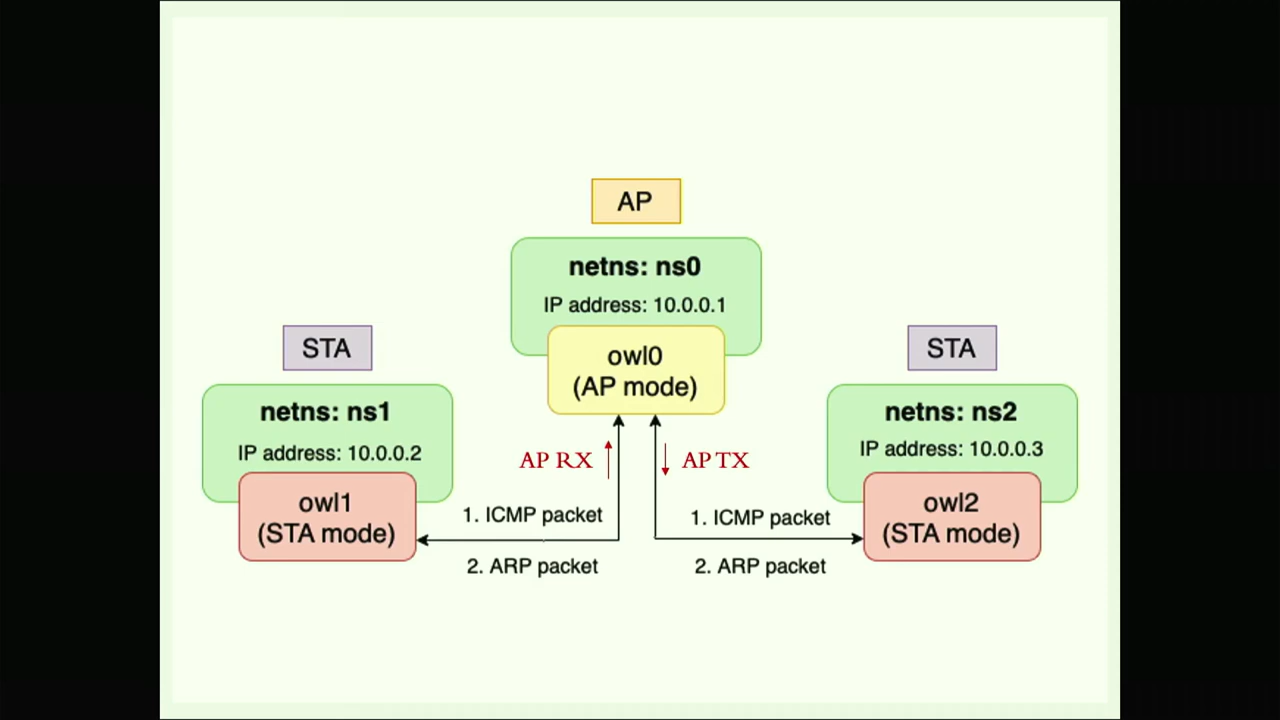 AP
netns: ns0
IP address: 10.0.0.1
owl0
(AP mode)
STA
netns: ns1
IP address: 10.0.0.2
owl1
(STA mode)
STA
netns: ns2
IP address: 10.0.0.3
owl2
(STA mode)
AP RX
AP TX
1. ICMP packet
2. ARP packet
1. ICMP packet
2. ARP packet